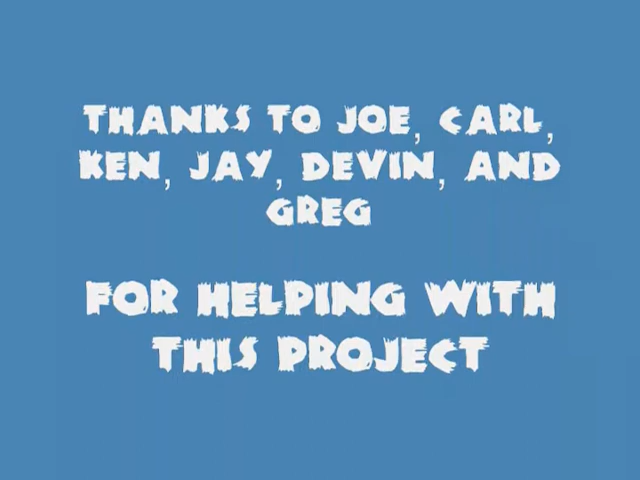 THANKS TO JOE, CARL,
KEN, JAY, DEVIN, AND
GREG
FOR HELPING WITH
THIS PROJECT